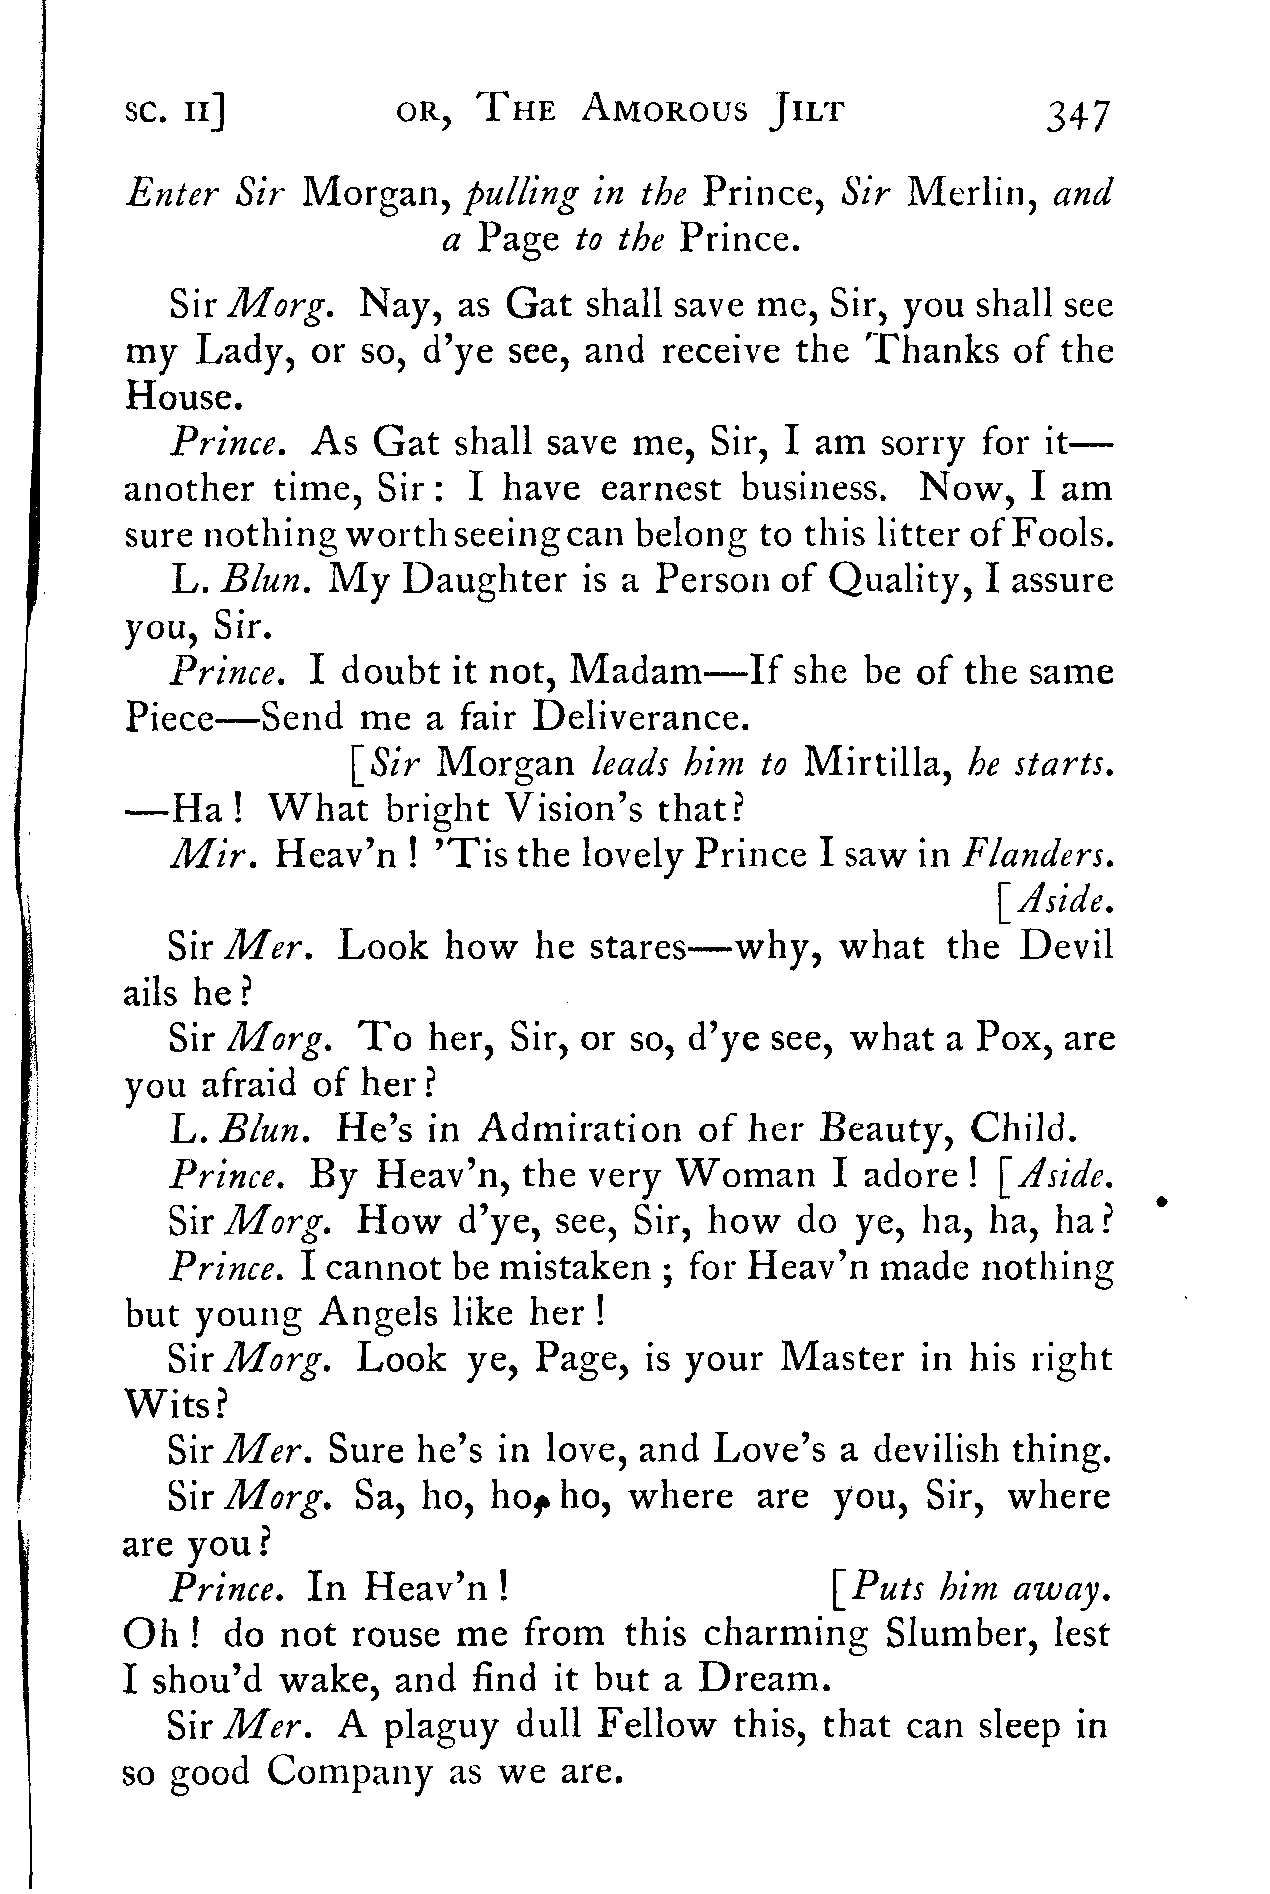 SC. II] OR, THE AMOROUS JILT 347
Enter Sir Morgan, pulling in the Prince, Sir Merlin, and
a Page to the Prince.
Sir Morg. Nay, as Gat shall save me, Sir, you shall see
my Lady, or so, d'ye see, and receive the Thanks of the
House.
Prince. As Gat shall save me, Sir, I am sorry for it—
another time, Sir: I have earnest business. Now, I am
sure nothing worth seeing can belong to this litter of Fools.
L. Blun. My Daughter is a Person of Quality, I assure
you, Sir.
Prince. I doubt it not, Madam—If she be of the same
Piece—Send me a fair Deliverance.
[Sir Morgan leads him to Mirtilla, he starts.
—Ha! What bright Vision's that?
Mir. Heav'n! 'Tis the lovely Prince I saw in Flanders.
[Aside.
Sir Mer. Look how he stares—why, what the Devil
ails he?
Sir Morg. To her, Sir, or so, d'ye see, what a Pox, are
you afraid of her?
L. Blun. He's in Admiration of her Beauty, Child.
Prince. By Heav'n, the very Woman I adore! [Aside.
Sir Morg. How d'ye, see, Sir, how do ye, ha, ha, ha?
Prince. I cannot be mistaken; for Heav'n made nothing
but young Angels like her!
Sir Morg. Look ye, Page, is your Master in his right
Wits?
Sir Mer. Sure he's in love, and Love's a devilish thing.
Sir Morg. Sa, ho, ho, ho, where are you, Sir, where
are you?
Prince. In Heav'n! [Puts him away.
Oh! do not rouse me from this charming Slumber, lest
I shou'd wake, and find it but a Dream.
Sir Mer. A plaguy dull Fellow this, that can sleep in
so good Company as we are.